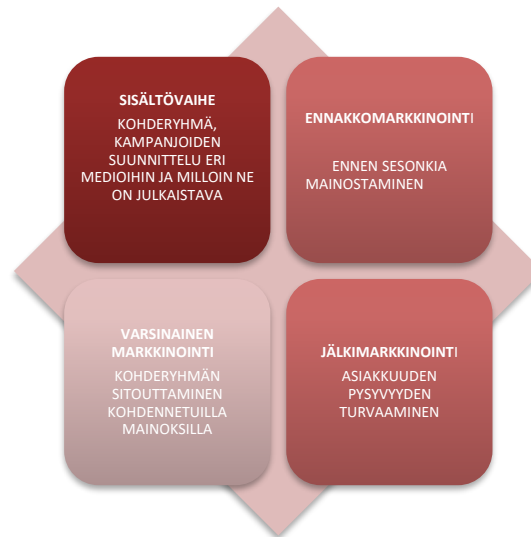 SISÄLTÖVAIHE
KOHDERYHMÄ,
KAMPANJOIDEN
SUUNNITTELU ERI
MEDIOIHIN JA MILLOIN NE
ON JULKAISTAVA
ENNAKKOMARKKINOINTI
ENNEN SESONKIA
MAINOSTAMINEN
VARSINAINEN
MARKKINOINTI
KOHDERYHMÄN
SITOUTTAMINEN
KOHDENNETUILLA
MAINOKSILLA
JÄLKIMARKKINOINTI
ASIAKKUUDEN
PYSYVYYDEN
TURVAAMINEN